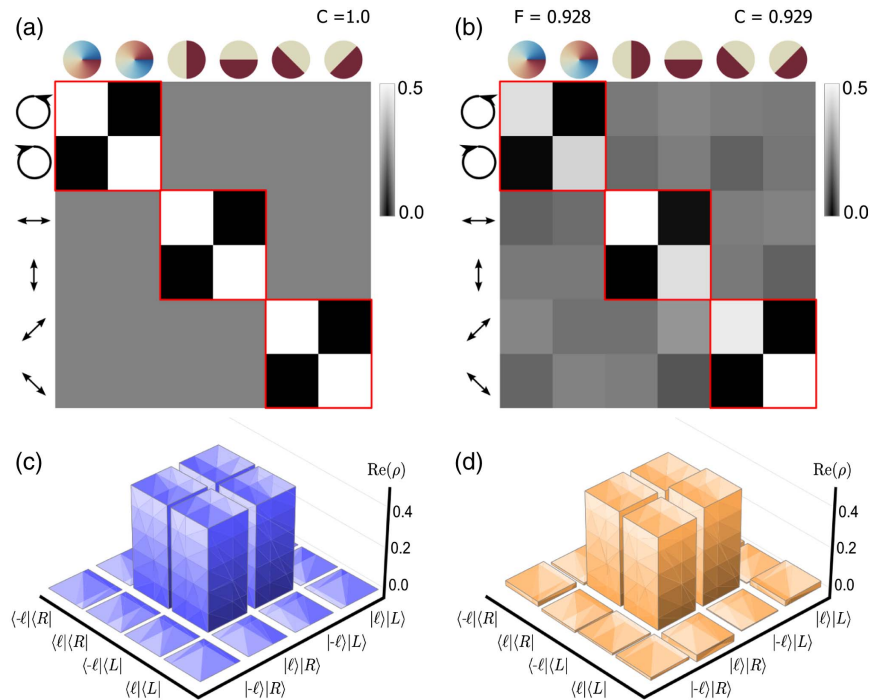 (a)
C =1.0
0.5
0.0
(b)
F = 0.928
C = 0.929
0.5
0.0
(c)
Re(ρ)
0.4
0.2
0.0
⟨-ℓ|⟨R|
⟨ℓ|⟨R|
⟨-ℓ|⟨L|
⟨ℓ|⟨L|
|-ℓ⟩|R⟩
|ℓ⟩|R⟩
|-ℓ⟩|L⟩
|ℓ⟩|L⟩
(d)
Re(ρ)
0.4
0.2
0.0
⟨-ℓ|⟨R|
⟨ℓ|⟨R|
⟨-ℓ|⟨L|
⟨ℓ|⟨L|
|-ℓ⟩|R⟩
|ℓ⟩|R⟩
|-ℓ⟩|L⟩
|ℓ⟩|L⟩